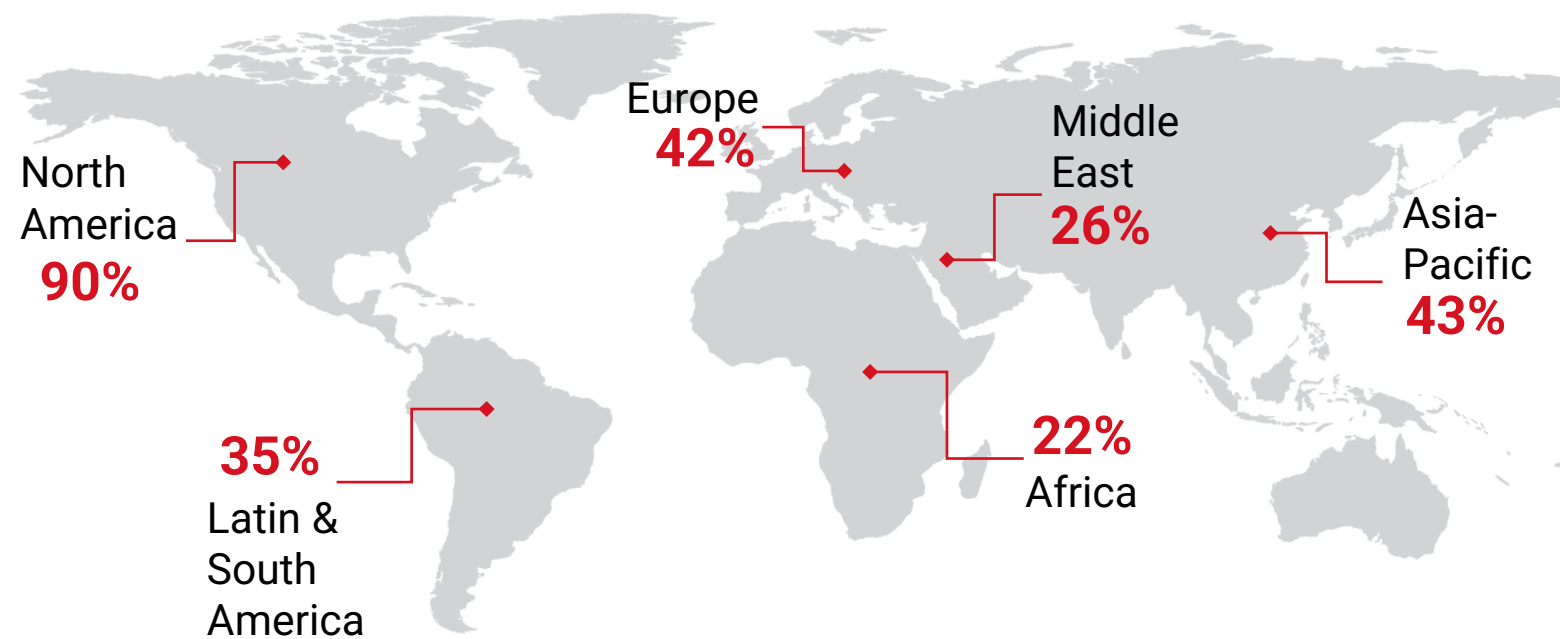 North
America
90%
Europe
42%
Middle
East
26%
Asia-
Pacific
43%
35%
Latin &
South
America
22%
Africa